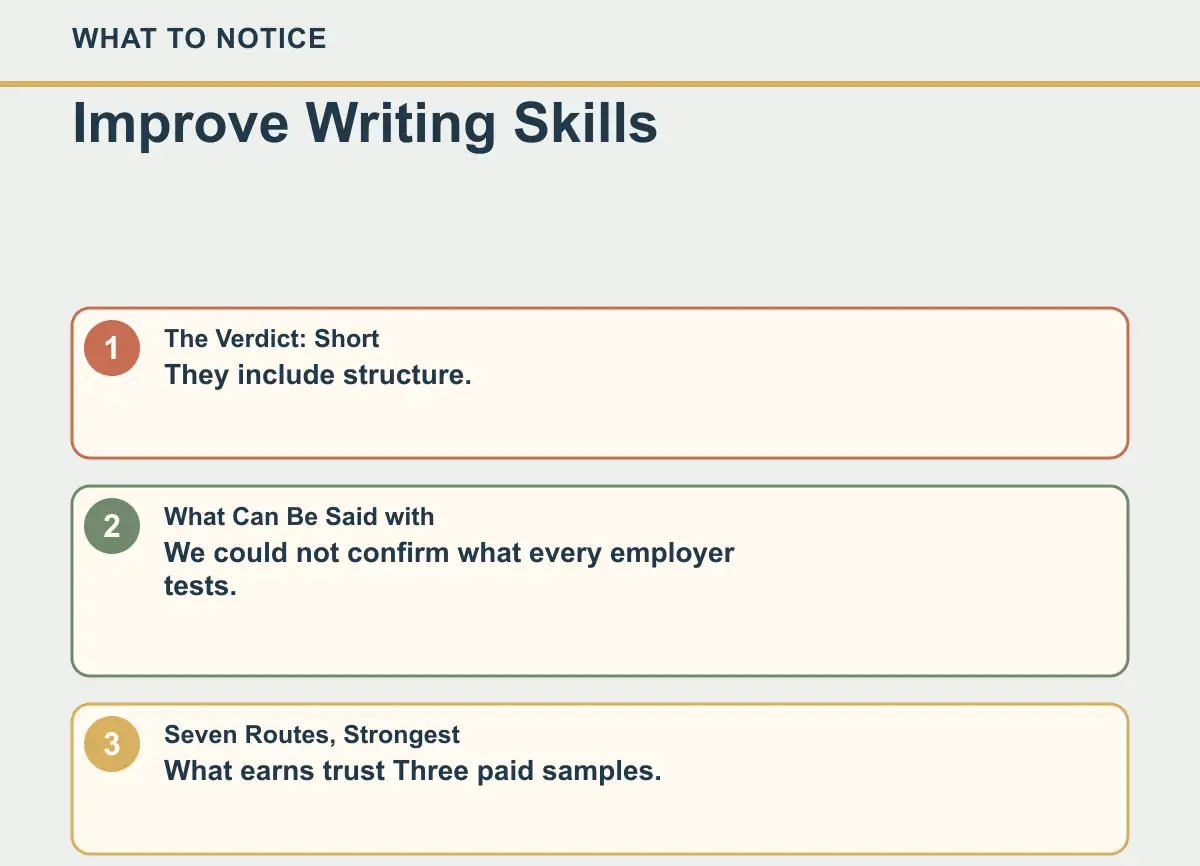 WHAT TO NOTICE
Improve Writing Skills
1
The Verdict: Short
They include structure.
2
What Can Be Said with
We could not confirm what every employer
tests.
3
Seven Routes, Strongest
What earns trust Three paid samples.